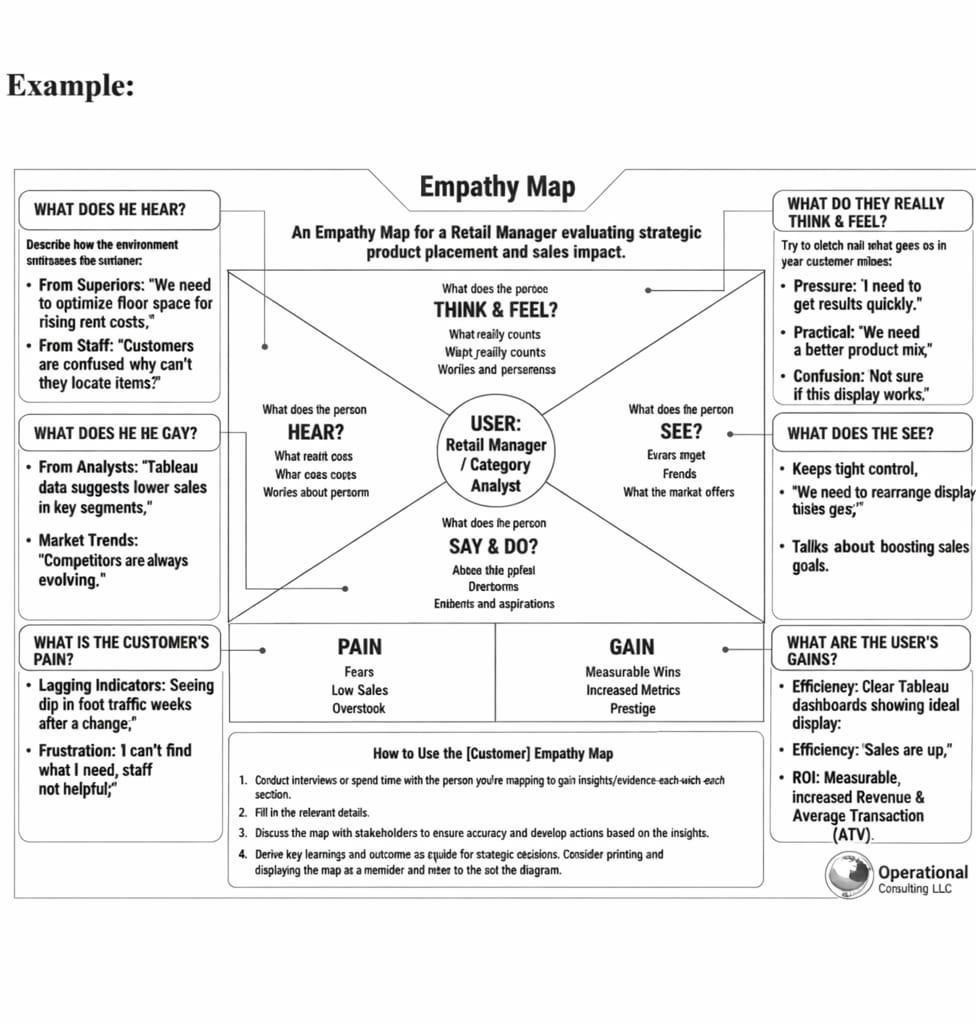 Example:
Empathy Map
An Empathy Map for a Retail Manager evaluating strategic
product placement and sales impact.
WHAT DOES HE HEAR?
Describe how the environment
the
• From Superiors: "We need
to optimize floor space for
rising rent costs,"
• From Staff: "Customers
are confused why can't
they locate items?"
WHAT DOES HE HE GAY?
• From Analysts: "Tableau
data suggests lower sales
in key segments,"
• Market Trends:
"Competitors are always
evolving."
WHAT IS THE CUSTOMER'S
PAIN?
• Lagging Indicators: Seeing
dip in foot traffic weeks
after a change;"
• Frustration: 'I can't find
what I need, staff
not helpful;"
What does the
THINK & FEEL?
What really counts
really counts
and
What does the person
HEAR?
What
Worries about
USER:
Retail Manager
/ Category
Analyst
What does the person
SEE?
What the market offers
What does the person
SAY & DO?
and aspirations
PAIN
Fears
Low Sales
Overstook
GAIN
Measurable Wins
Increased Metrics
Prestige
How to Use the [Customer] Empathy Map
1. Conduct interviews or spend time with the person you're mapping to gain insights/evidence-each-wich-each
section.
2. Fill in the relevant details.
3. Discuss the map with stakeholders to ensure accuracy and develop actions based on the insights.
4. Derive key learnings and outcome as for decisions. Consider printing and
displaying the map as a and to the the diagram.
WHAT DO THEY REALLY
THINK & FEEL?
Try to what in
customer
• Pressure: 'I need to
get results quickly."
• Practical: "We need
a better product mix,"
• Confusion: 'Not sure
if this display works,"
WHAT DOES THE SEE?
• Keeps tight control,
• "We need to rearrange display
• Tallks about boosting sales
goals.
WHAT ARE THE USER'S
GAINS?
• Efficieney: Clear Tableau
dashboards showing ideal
display:
• Efficiency: 'Sales are up,"
• ROI: Measurable,
increased Revenue &
Average Transaction
(ATV).
Operational
Consulting LLC